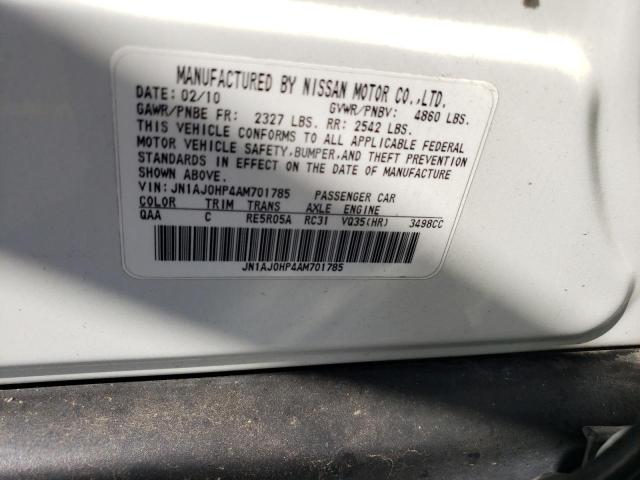 MANUFACTURED BY NISSAN MOTOR CO.,LTD.
DATE: 02/10 GVWR/PNBV: 4860 LBS.
GAWR/PNBE FR: 2327 LBS. RR: 2542 LBS.
THIS VEHICLE CONFORMS TO ALL APPLICABLE FEDERAL
MOTOR VEHICLE SAFETY,BUMPER,AND THEFT PREVENTION
STANDARDS IN EFFECT ON THE DATE OF MANUFACTURE
SHOWN ABOVE.
VIN: JN1AJ0HP4AM701785 PASSENGER CAR
COLOR TRIM TRANS AXLE ENGINE
QAA C RE5R05A RC31 VQ35(HR) 3498CC
JN1AJ0HP4AM701785